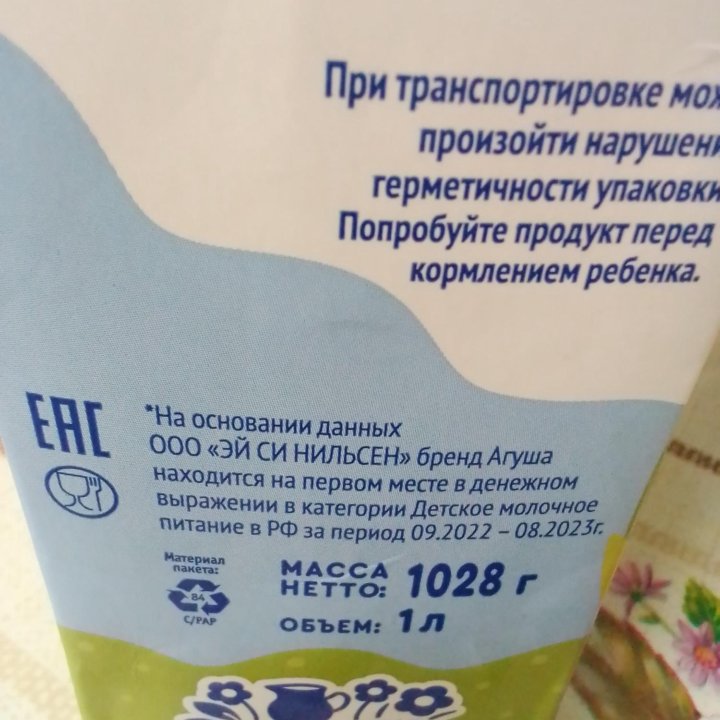 При транспортировке мож
произойти нарушени
герметичности упаковки
Попробуйте продукт перед
кормлением ребенка.
EAC
*На основании данных
ООО «ЭЙ СИ НИЛЬСЕН» бренд Агуша
находится на первом месте в денежном
выражении в категории Детское молочное
питание в РФ за период 09.2022 – 08.2023г.
Материал
пакета:
84
C/PAP
МАССА
НЕТТО: 1028 г
ОБЪЕМ: 1 л